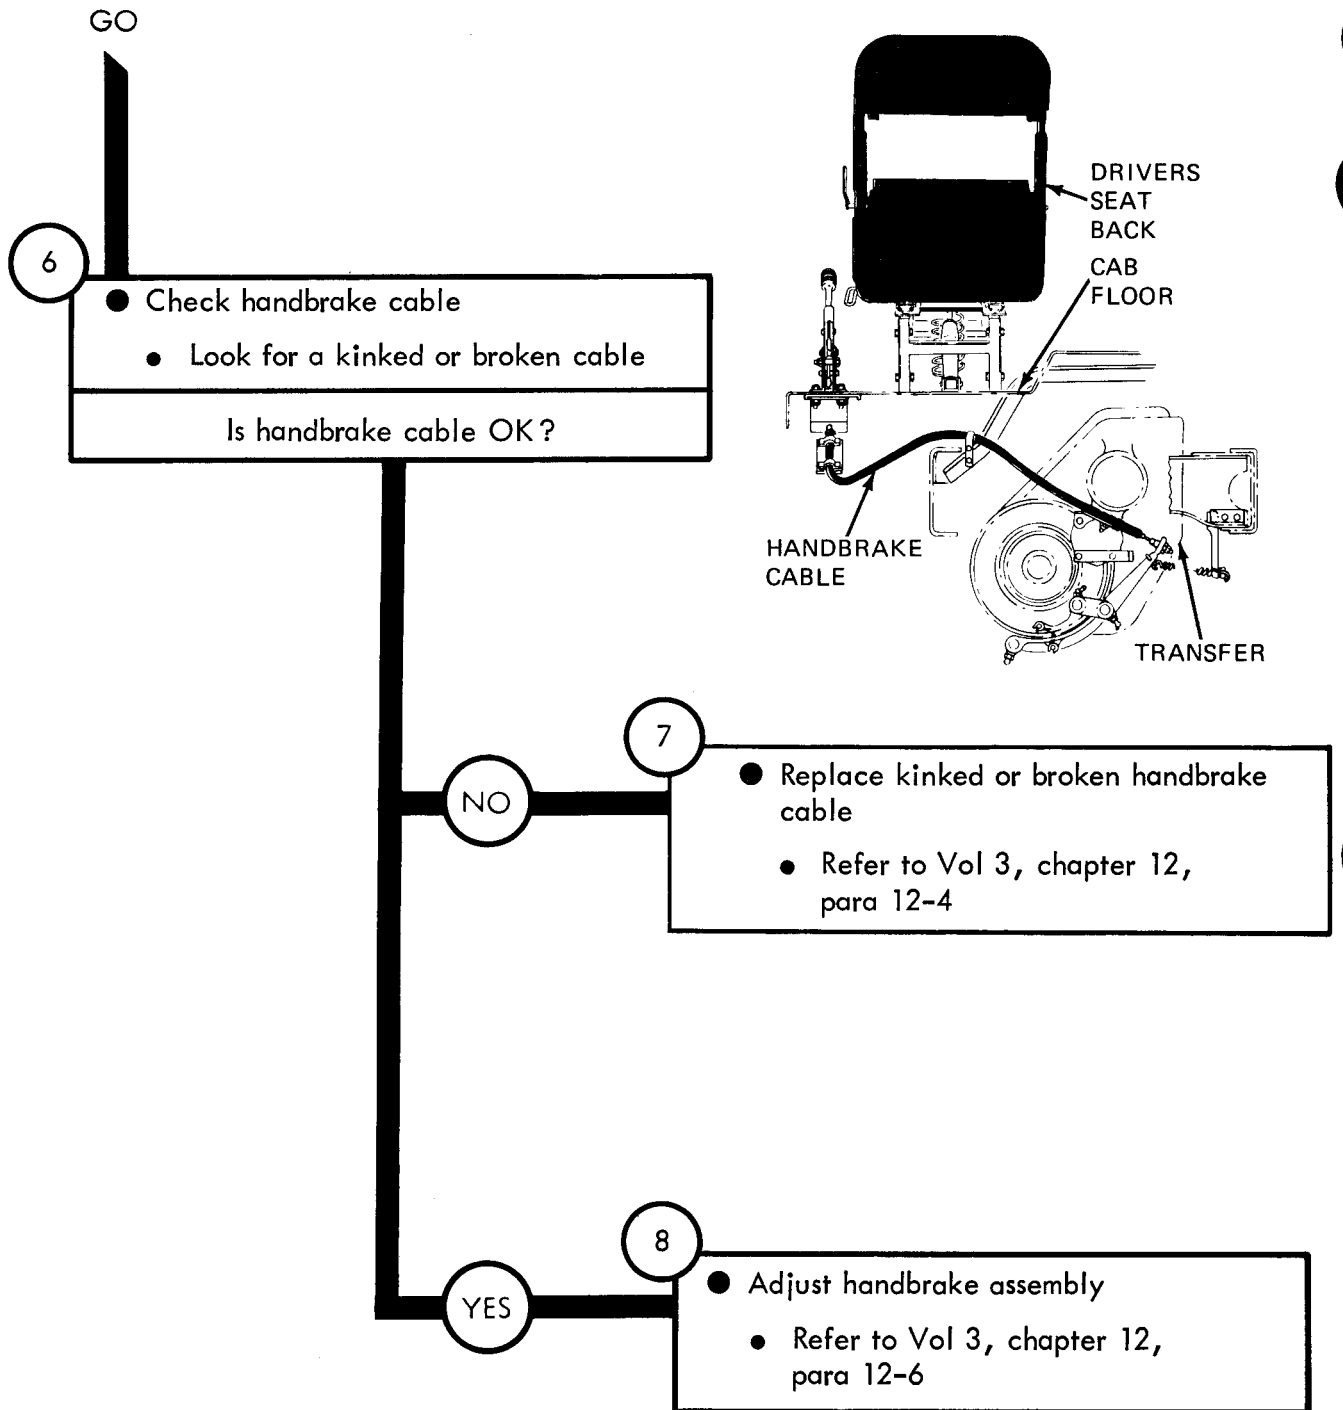 GO
6
● Check handbrake cable
● Look for a kinked or broken cable
Is handbrake cable OK?
DRIVERS
SEAT
BACK
CAB
FLOOR
HANDBRAKE
CABLE
TRANSFER
NO
7
● Replace kinked or broken handbrake
cable
● Refer to Vol 3, chapter 12,
para 12-4
YES
8
● Adjust handbrake assembly
● Refer to Vol 3, chapter 12,
para 12-6